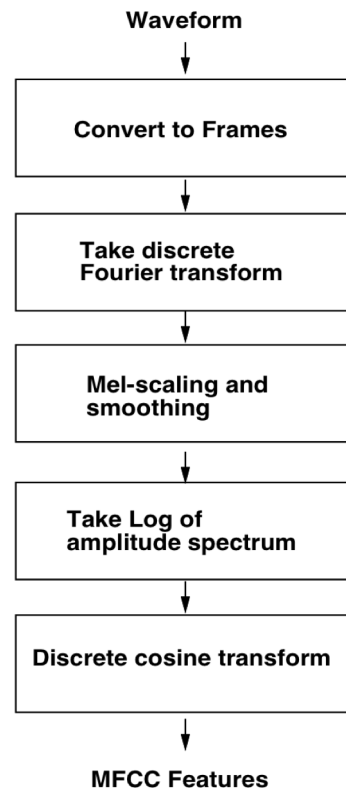 Waveform
Convert to Frames
Take discrete
Fourier transform
Mel-scaling and
smoothing
Take Log of
amplitude spectrum
Discrete cosine transform
MFCC Features